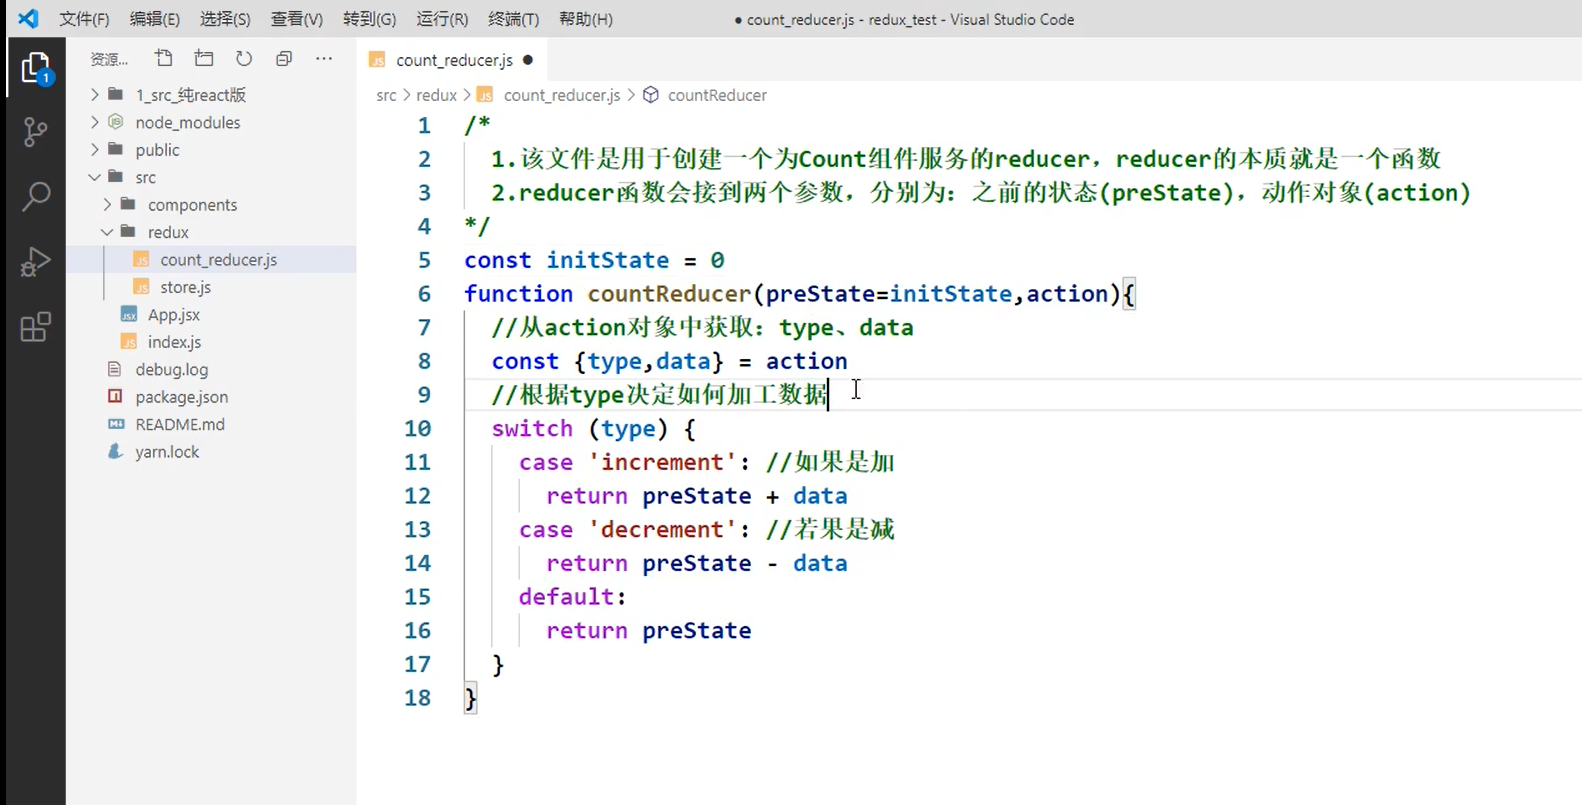 文件(F) 编辑(E) 选择(S) 查看(V) 转到(G) 运行(R) 终端(T) 帮助(H) ● count_reducer.js - redux_test - Visual Studio Code
资源...
1
1_src_纯react版
node_modules
public
src
components
redux
JS count_reducer.js
JS store.js
JSX App.jsx
JS index.js
debug.log
package.json
README.md
yarn.lock
JS count_reducer.js ●
src > redux > JS count_reducer.js > countReducer
1 /*
2 1.该文件是用于创建一个为Count组件服务的reducer，reducer的本质就是一个函数
3 2.reducer函数会接到两个参数，分别为：之前的状态(preState)，动作对象(action)
4 */
5 const initState = 0
6 function countReducer(preState=initState,action){
7 //从action对象中获取：type、data
8 const {type,data} = action
9 //根据type决定如何加工数据
10 switch (type) {
11 case 'increment': //如果是加
12 return preState + data
13 case 'decrement': //若果是减
14 return preState - data
15 default:
16 return preState
17 }
18 }